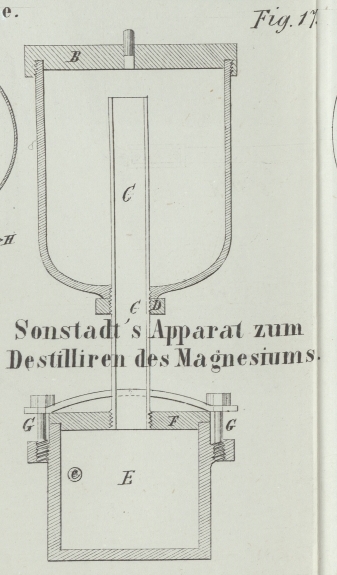 e.
Fig. 17.
B
C
H
C D
Sonstadt's Apparat zum
Destilliren des Magnesiums.
G F G
e E